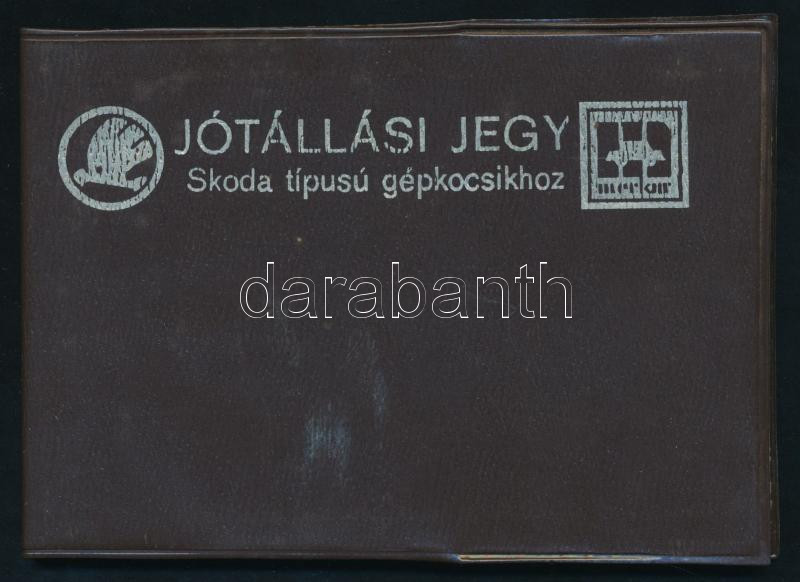 JÓTÁLLÁSI JEGY
Skoda típusú gépkocsikhoz
darabanth